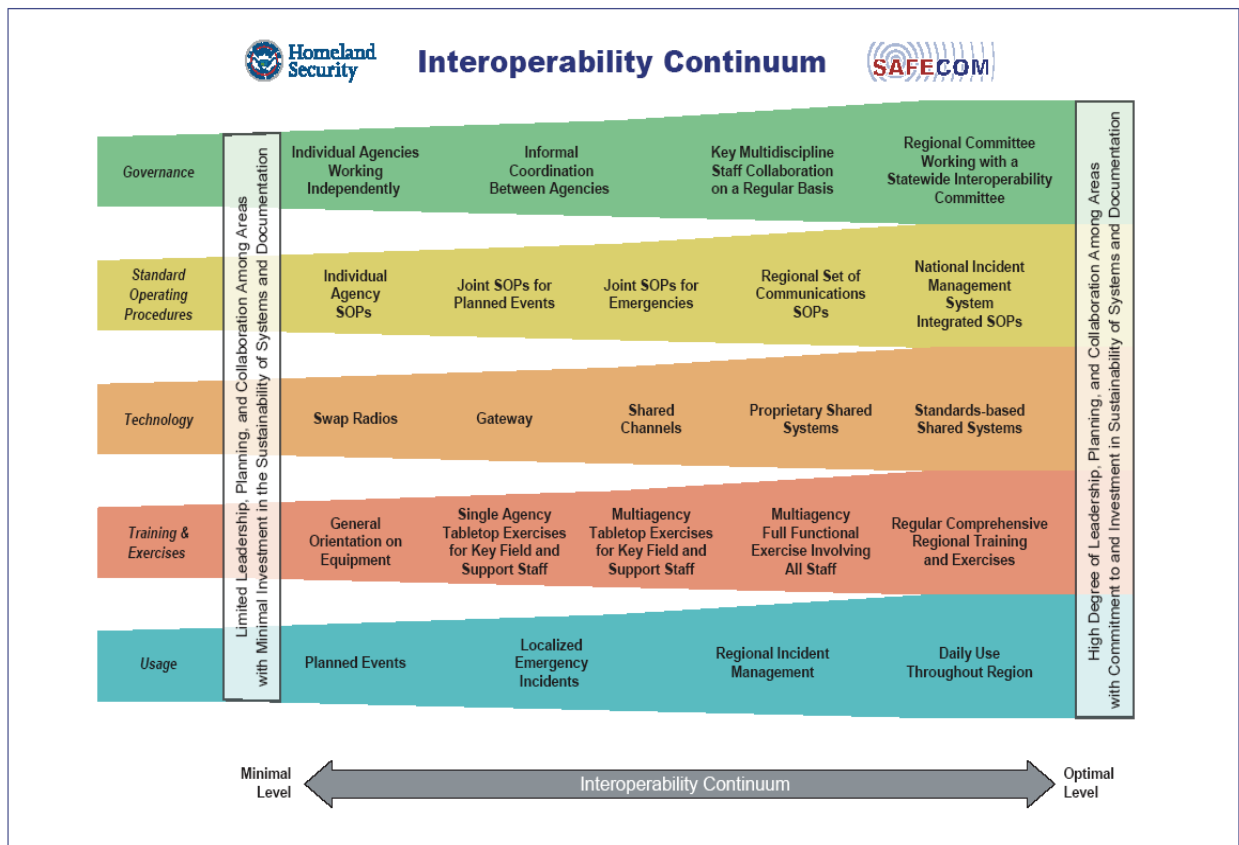 Homeland
Security
Interoperability Continuum
SAFECOM
Limited Leadership, Planning, and Collaboration Among Areas
with Minimal Investment in the Sustainability of Systems and Documentation
Governance
Individual Agencies
Working
Independently
Informal
Coordination
Between Agencies
Key Multidiscipline
Staff Collaboration
on a Regular Basis
Regional Committee
Working with a
Statewide Interoperability
Committee
Standard
Operating
Procedures
Individual
Agency
SOPs
Joint SOPs for
Planned Events
Joint SOPs for
Emergencies
Regional Set of
Communications
SOPs
National Incident
Management
System
Integrated SOPs
Technology
Swap Radios
Gateway
Shared
Channels
Proprietary Shared
Systems
Standards-based
Shared Systems
Training &
Exercises
General
Orientation on
Equipment
Single Agency
Tabletop Exercises
for Key Field and
Support Staff
Multiagency
Tabletop Exercises
for Key Field and
Support Staff
Multiagency
Full Functional
Exercise Involving
All Staff
Regular Comprehensive
Regional Training
and Exercises
Usage
Planned Events
Localized
Emergency
Incidents
Regional Incident
Management
Daily Use
Throughout Region
High Degree of Leadership, Planning, and Collaboration Among Areas
with Commitment to and Investment in Sustainability of Systems and Documentation
Minimal
Level
Interoperability Continuum
Optimal
Level